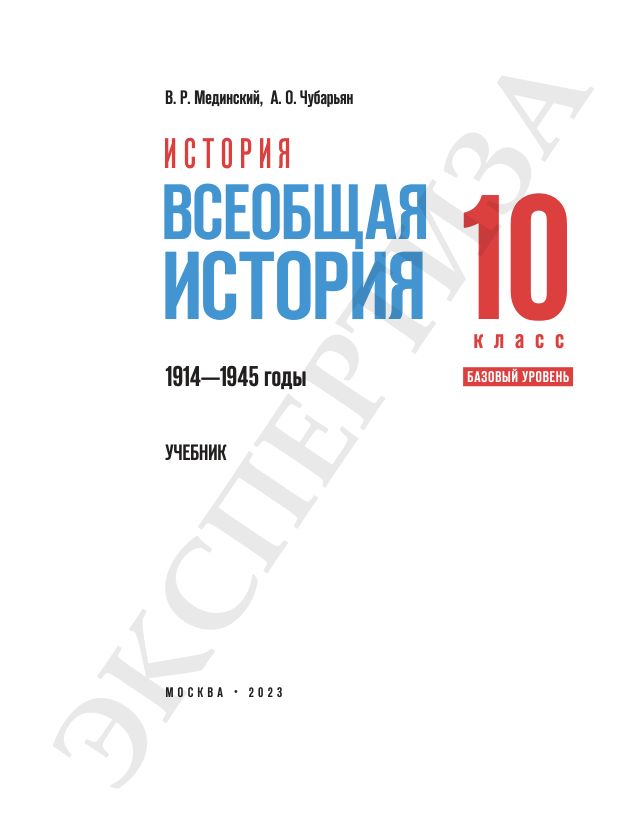 В. Р. Мединский, А. О. Чубарьян
ИСТОРИЯ
ВСЕОБЩАЯ
ИСТОРИЯ
10
класс
1914—1945 годы
БАЗОВЫЙ УРОВЕНЬ
УЧЕБНИК
МОСКВА • 2023
ЭКСПЕРТИЗА